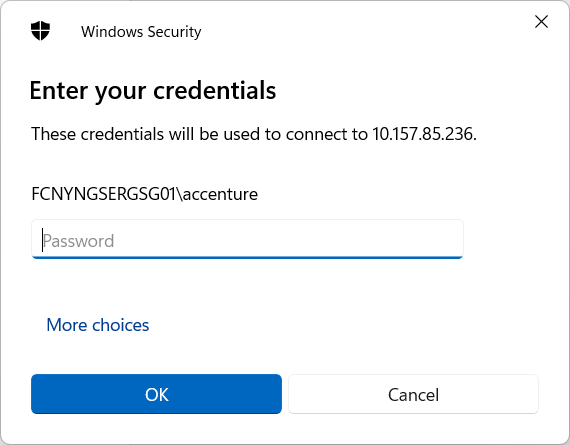 Windows Security
Enter your credentials
These credentials will be used to connect to 10.157.85.236.
FCNYNGSERGSG01\accenture
Password
More choices
OK
Cancel